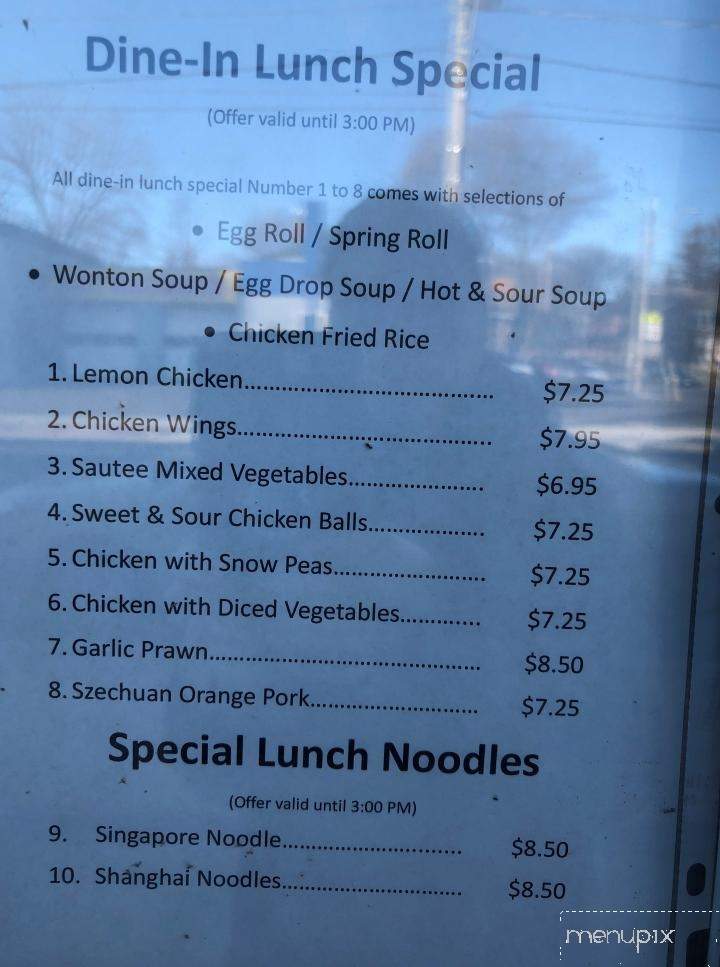 Dine-In Lunch Special
(Offer valid until 3:00 PM)
All dine-in lunch special Number 1 to 8 comes with selections of
• Egg Roll / Spring Roll
• Wonton Soup / Egg Drop Soup / Hot & Sour Soup
• Chicken Fried Rice
1. Lemon Chicken........................................ $7.25
2. Chicken Wings......................................... $7.95
3. Sautee Mixed Vegetables..................... $6.95
4. Sweet & Sour Chicken Balls.................. $7.25
5. Chicken with Snow Peas........................ $7.25
6. Chicken with Diced Vegetables............. $7.25
7. Garlic Prawn........................................... $8.50
8. Szechuan Orange Pork.......................... $7.25
Special Lunch Noodles
(Offer valid until 3:00 PM)
9. Singapore Noodle............................ $8.50
10. Shanghai Noodles............................ $8.50
menupix